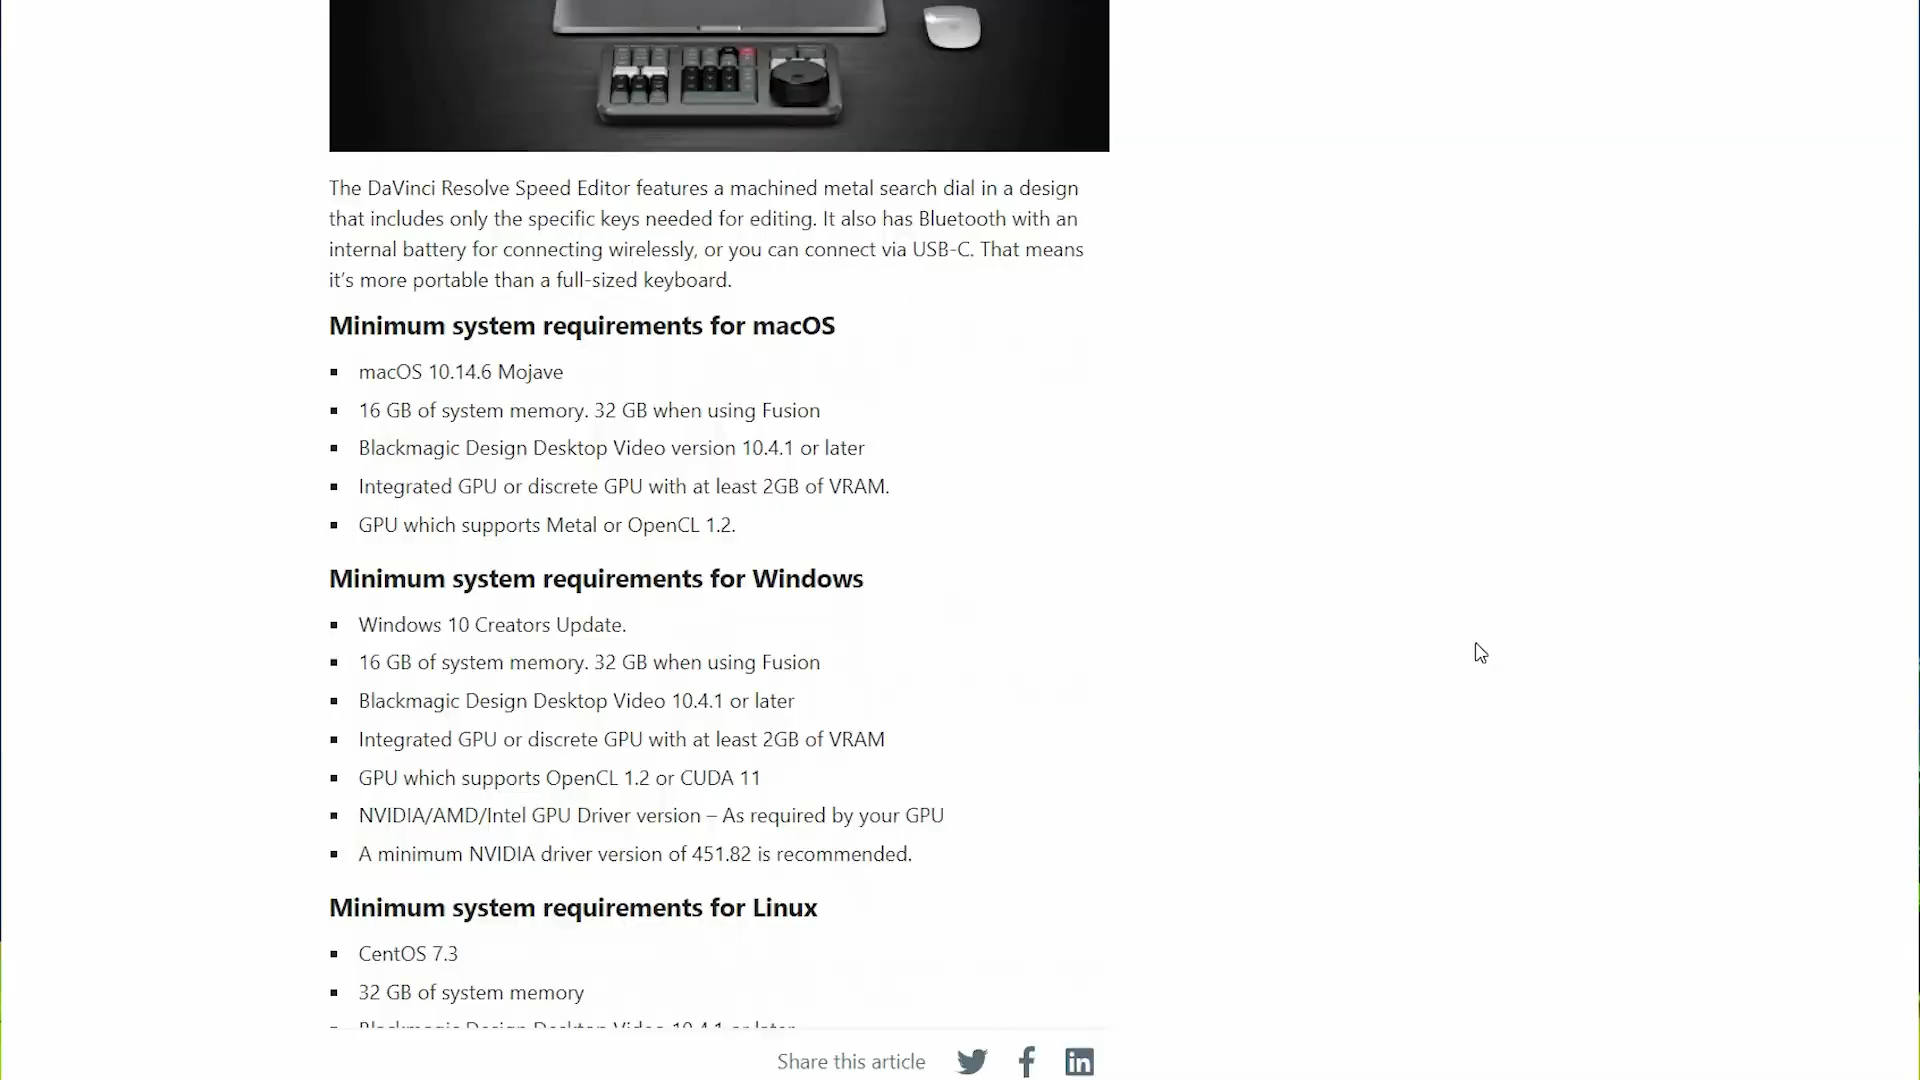 The DaVinci Resolve Speed Editor features a machined metal search dial in a design
that includes only the specific keys needed for editing. It also has Bluetooth with an
internal battery for connecting wirelessly, or you can connect via USB-C. That means
it’s more portable than a full-sized keyboard.
Minimum system requirements for macOS
▪ macOS 10.14.6 Mojave
▪ 16 GB of system memory. 32 GB when using Fusion
▪ Blackmagic Design Desktop Video version 10.4.1 or later
▪ Integrated GPU or discrete GPU with at least 2GB of VRAM.
▪ GPU which supports Metal or OpenCL 1.2.
Minimum system requirements for Windows
▪ Windows 10 Creators Update.
▪ 16 GB of system memory. 32 GB when using Fusion
▪ Blackmagic Design Desktop Video 10.4.1 or later
▪ Integrated GPU or discrete GPU with at least 2GB of VRAM
▪ GPU which supports OpenCL 1.2 or CUDA 11
▪ NVIDIA/AMD/Intel GPU Driver version – As required by your GPU
▪ A minimum NVIDIA driver version of 451.82 is recommended.
Minimum system requirements for Linux
▪ CentOS 7.3
▪ 32 GB of system memory
▪ Blackmagic Design Desktop Video 10.4.1 or later
Share this article